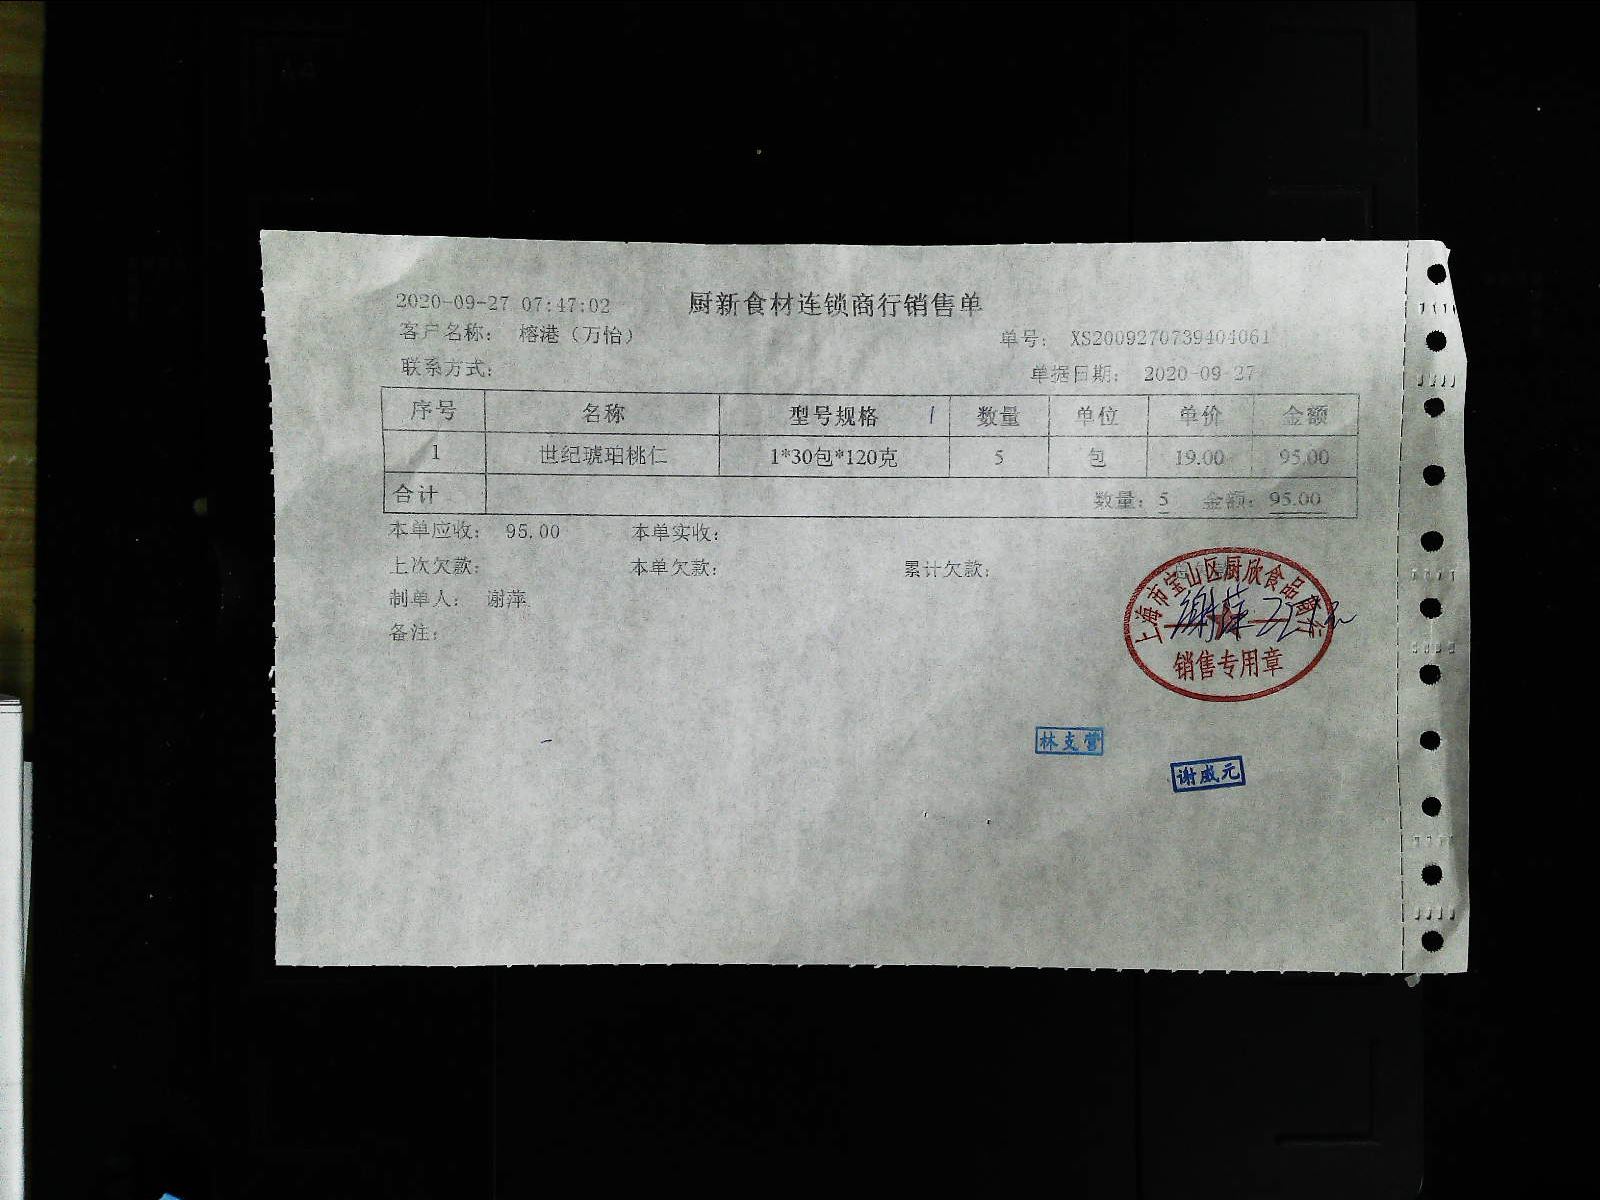 2020-09-27 07:47:02
厨新食材连锁商行销售单
客户名称： 榕港（万怡）
单号： XS2009270739404061
联系方式：
单据日期： 2020-09-27
序号 名称 型号规格 数量 单位 单价 金额
1 世纪琥珀桃仁 1*30包*120克 5 包 19.00 95.00
合计 数量：5 金额：95.00
本单应收： 95.00 本单实收：
上次欠款： 本单欠款： 累计欠款：
制单人： 谢萍
备注：
上海市宝山区厨欣食品商行
谢萍
销售专用章
林支营
谢威元